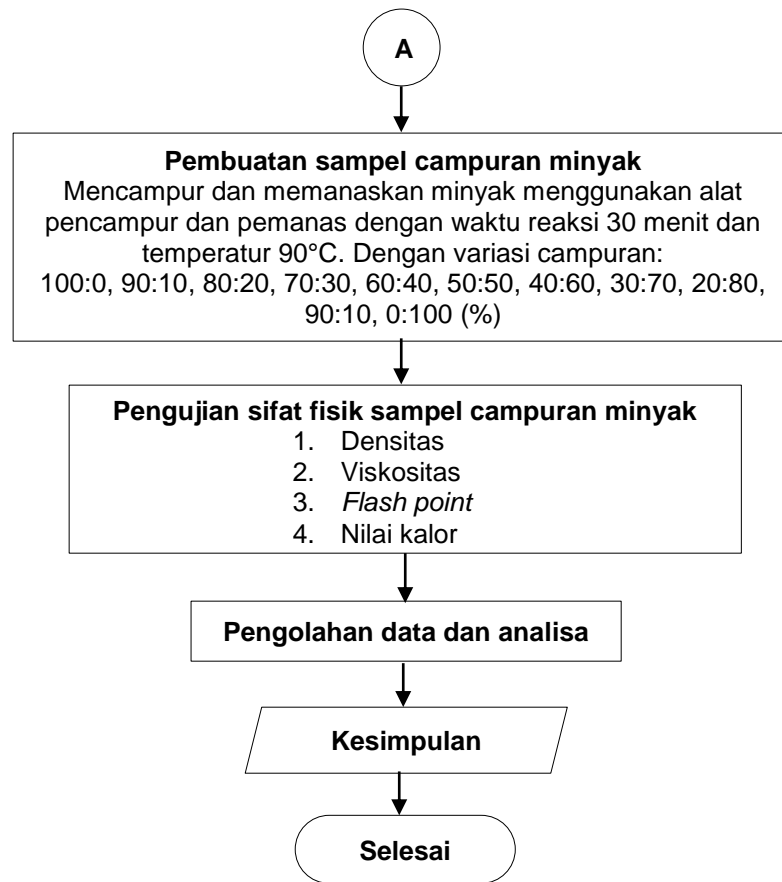 A
Pembuatan sampel campuran minyak
Mencampur dan memanaskan minyak menggunakan alat
pencampur dan pemanas dengan waktu reaksi 30 menit dan
temperatur 90°C. Dengan variasi campuran:
100:0, 90:10, 80:20, 70:30, 60:40, 50:50, 40:60, 30:70, 20:80,
90:10, 0:100 (%)
Pengujian sifat fisik sampel campuran minyak
1. Densitas
2. Viskositas
3. Flash point
4. Nilai kalor
Pengolahan data dan analisa
Kesimpulan
Selesai